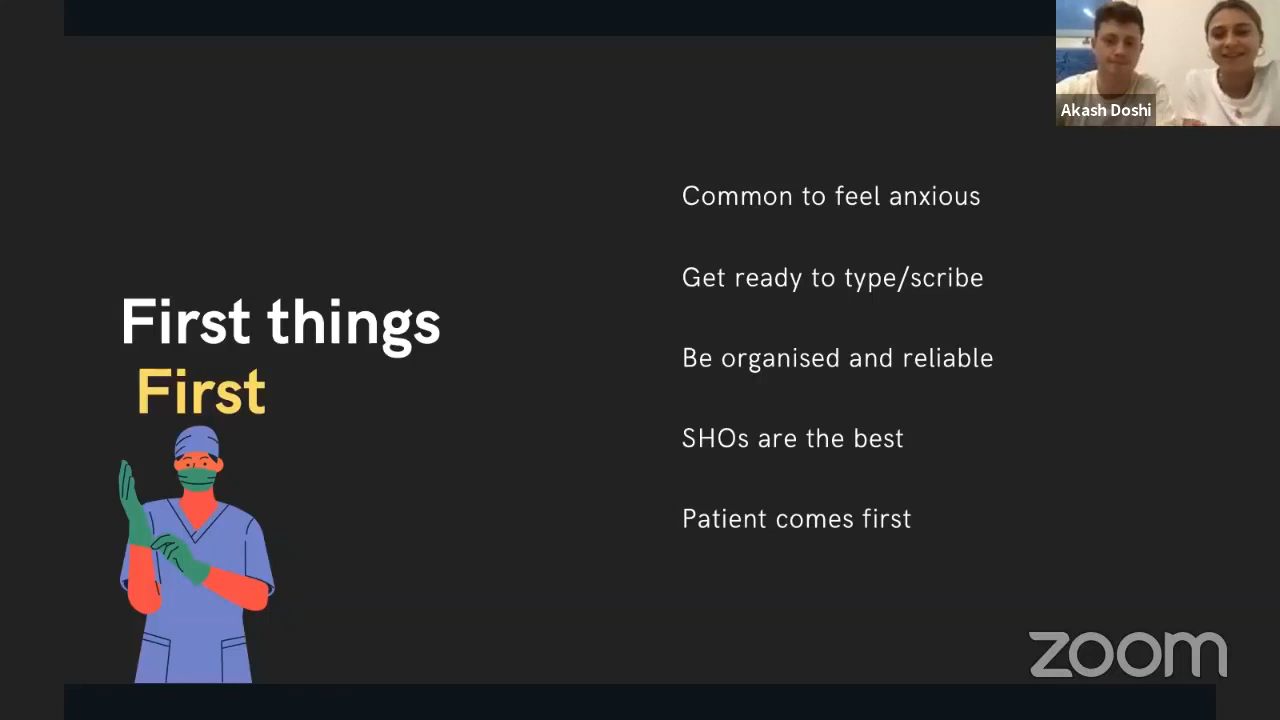 Akash Doshi
Common to feel anxious
Get ready to type/scribe
First things
First
Be organised and reliable
SHOs are the best
Patient comes first
zoom